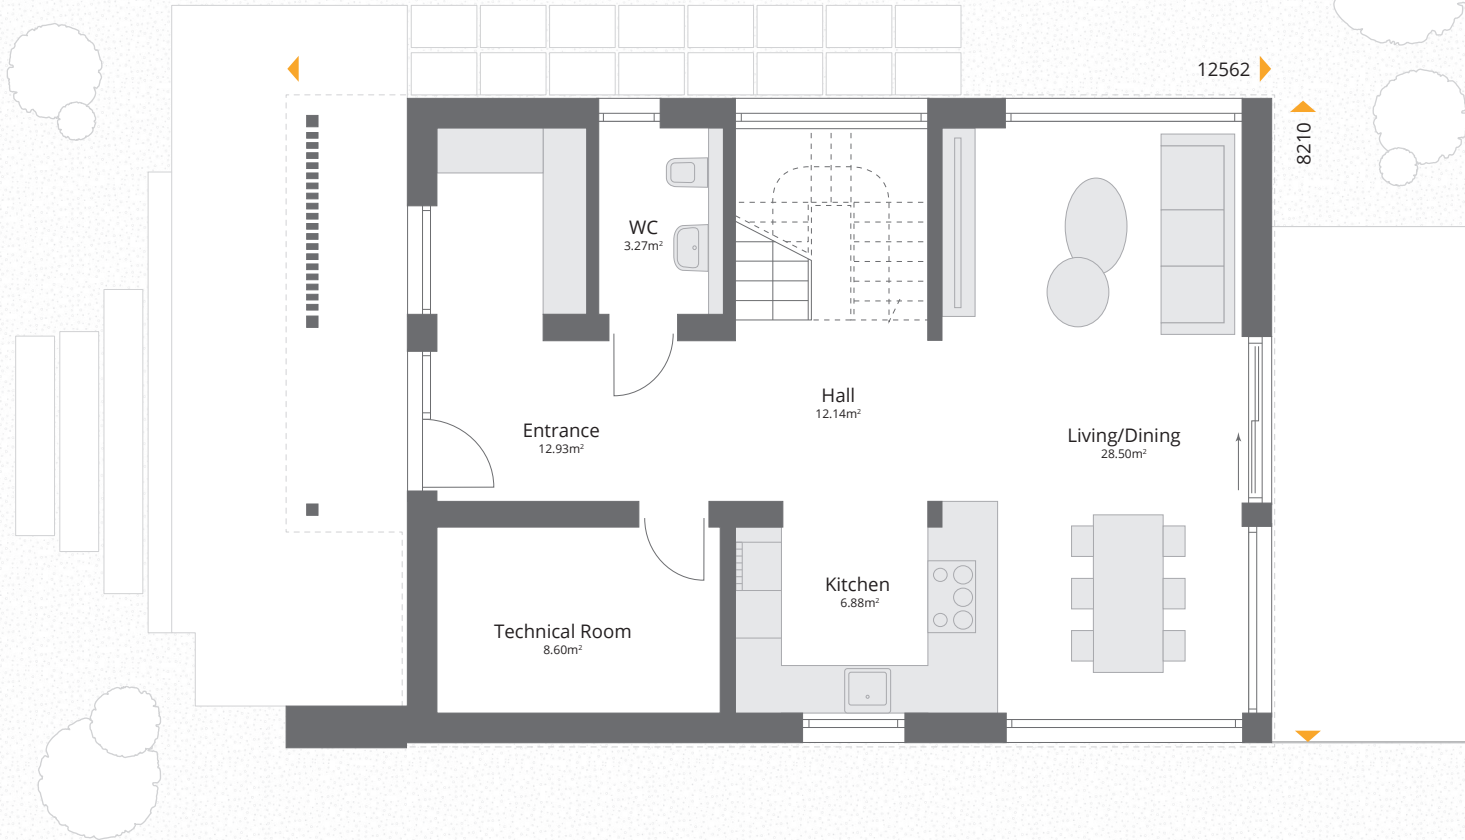 12562
8210
WC
3.27m²
Hall
12.14m²
Entrance
12.93m²
Living/Dining
28.50m²
Kitchen
6.88m²
Technical Room
8.60m²